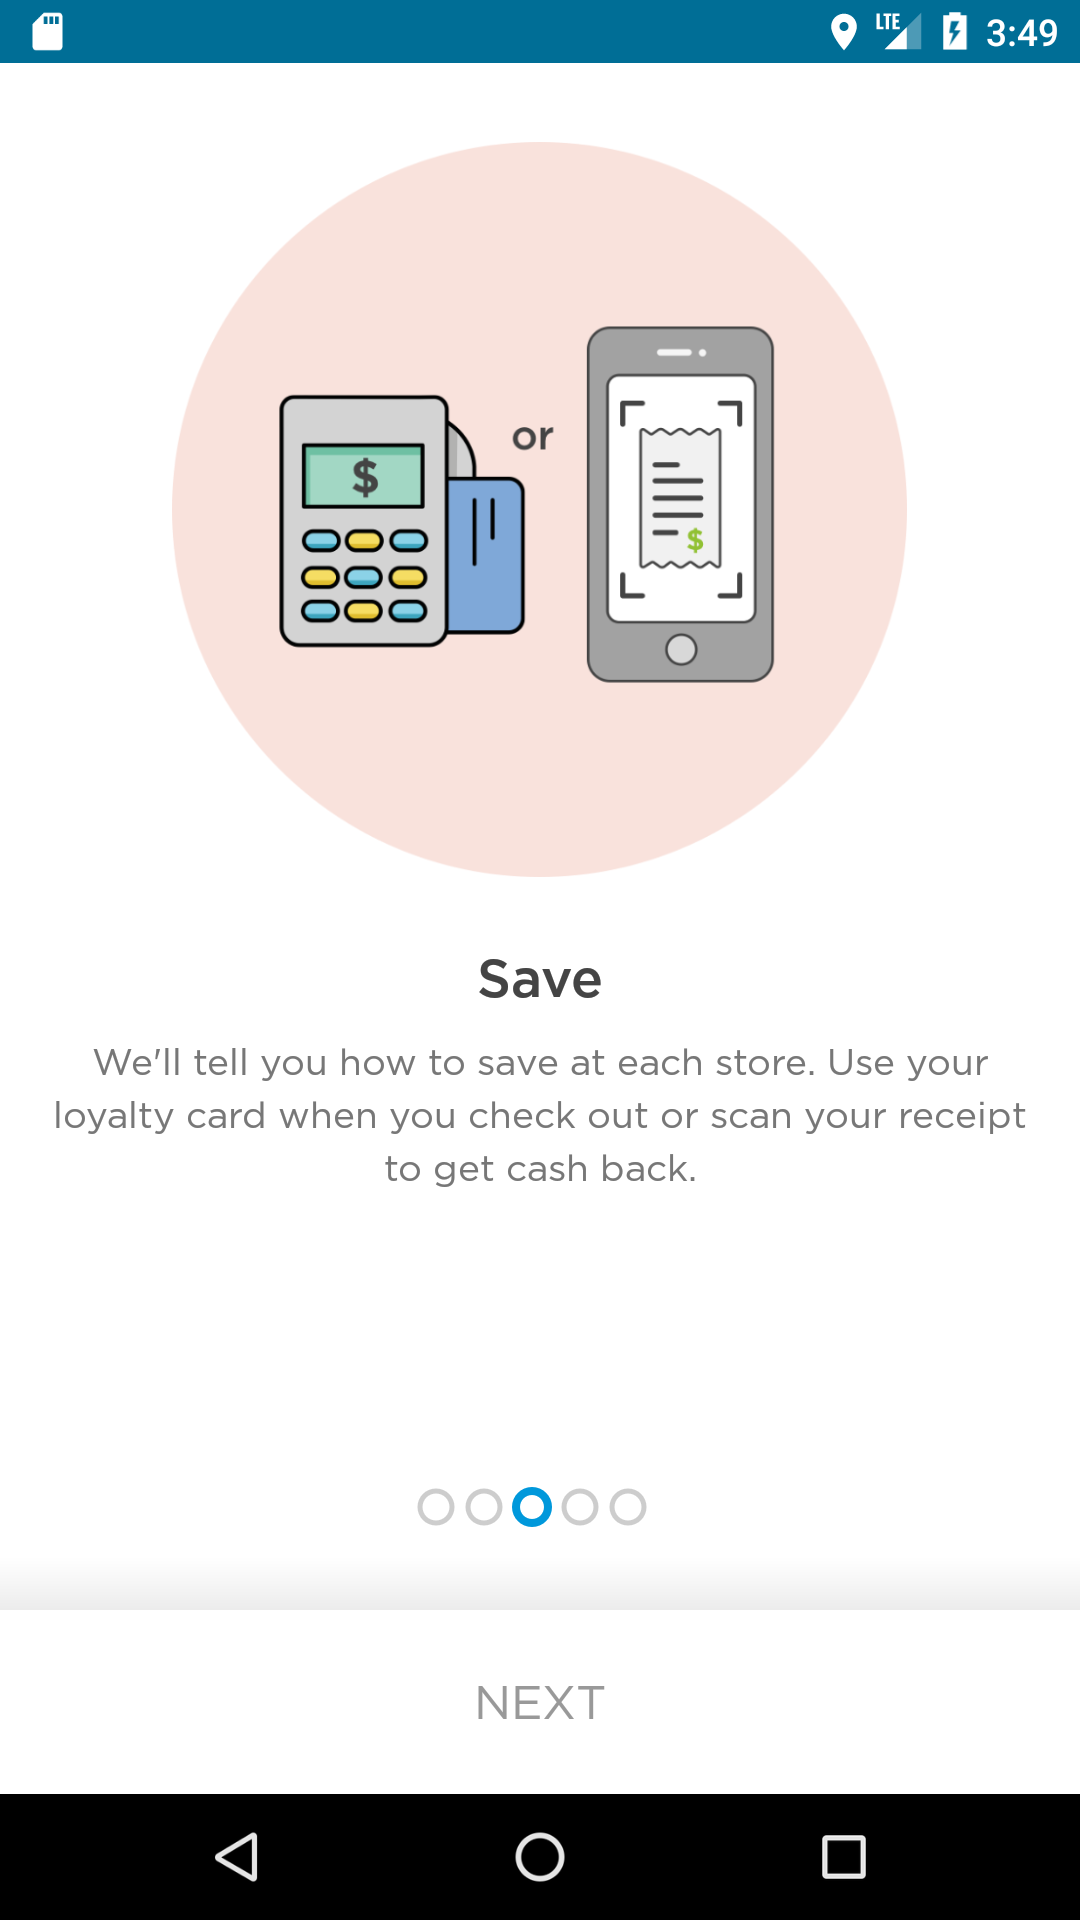 LTE 3:49
or
$
$
Save
We'll tell you how to save at each store. Use your
loyalty card when you check out or scan your receipt
to get cash back.
NEXT